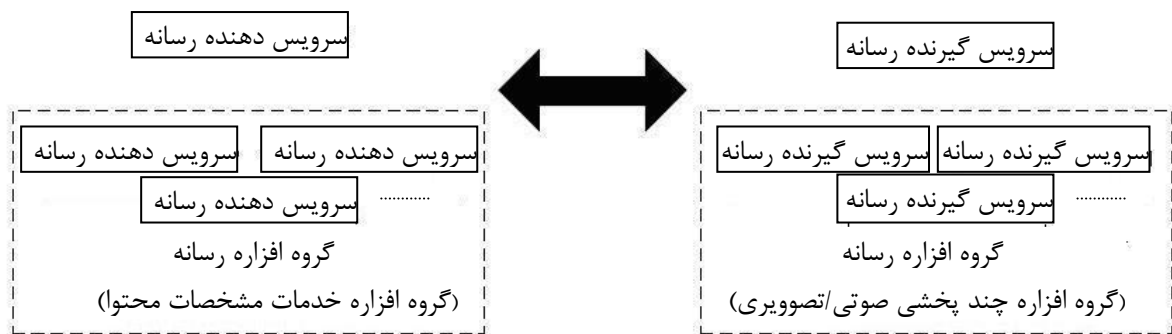 سرویس گیرنده رسانه
سرویس دهنده رسانه
سرویس گیرنده رسانه سرویس گیرنده رسانه
سرویس گیرنده رسانه ............
گروه افزاره رسانه
(گروه افزاره چند پخشی صوتی/تصوویری)
سرویس دهنده رسانه سرویس دهنده رسانه
سرویس دهنده رسانه ............
گروه افزاره رسانه
(گروه افزاره خدمات مشخصات محتوا)